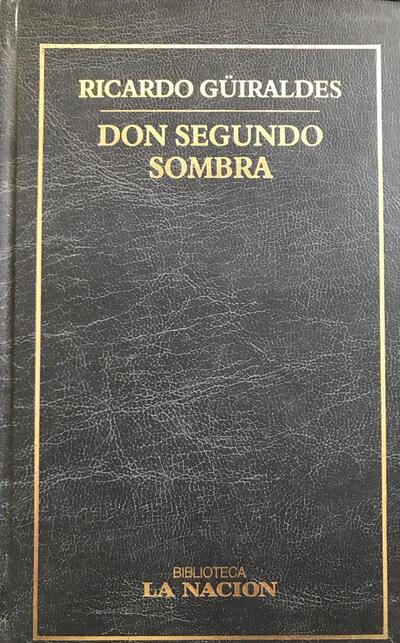 RICARDO GÜIRALDES
DON SEGUNDO
SOMBRA
BIBLIOTECA
LA NACION